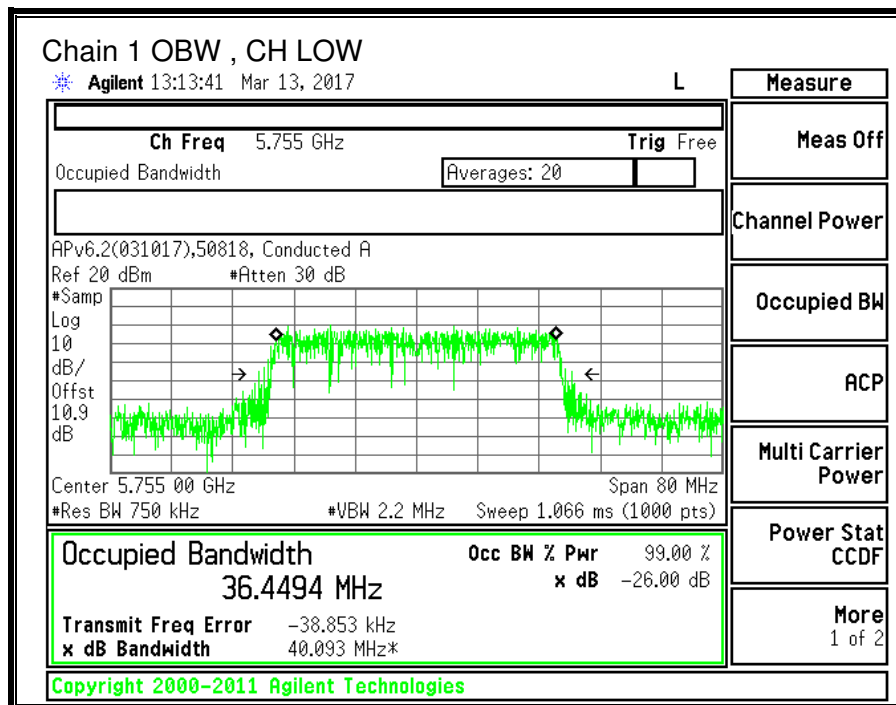 Chain 1 OBW , CH LOW
Agilent 13:13:41 Mar 13, 2017 L
Measure
Ch Freq 5.755 GHz Trig Free
Occupied Bandwidth Averages: 20
APv6.2(031017),50818, Conducted A
Ref 20 dBm #Atten 30 dB
#Samp
Log
10
dB/
Offst
10.9
dB
Center 5.755 00 GHz Span 80 MHz
#Res BW 750 kHz #VBW 2.2 MHz Sweep 1.066 ms (1000 pts)
Occupied Bandwidth Occ BW % Pwr 99.00 %
36.4494 MHz x dB -26.00 dB
Transmit Freq Error -38.853 kHz
x dB Bandwidth 40.093 MHz*
Meas Off
Channel Power
Occupied BW
ACP
Multi Carrier
Power
Power Stat
CCDF
More
1 of 2
Copyright 2000-2011 Agilent Technologies